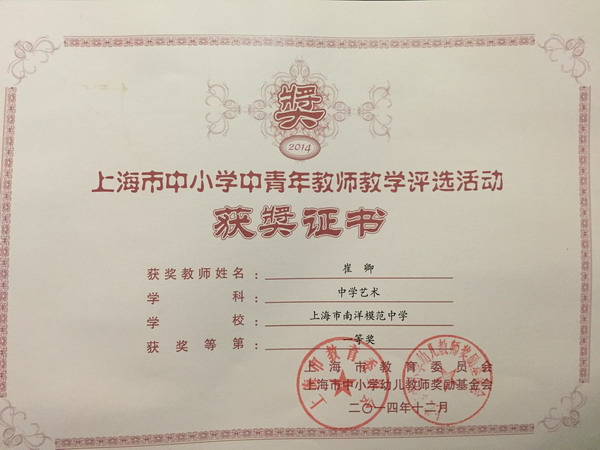 奖
2014
上海市中小学中青年教师教学评选活动
获奖证书
获奖教师姓名：崔卿
学科：中学艺术
学校：上海市南洋模范中学
获奖等第：一等奖
上海市教育委员会
上海市中小学幼儿教师奖励基金会
二〇一四年十二月